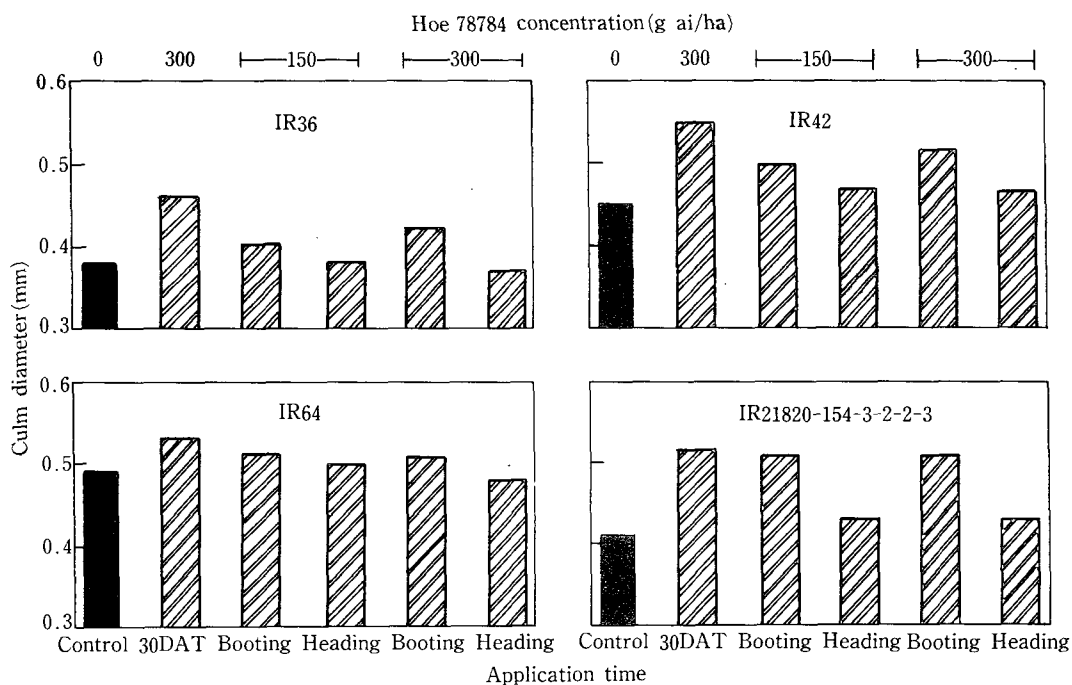 Hoe 78784 concentration (g ai/ha)
0 300 150 300 0 300 150 300
0.6
IR36
IR42
0.5
0.4
0.3
Culm diameter (mm)
0.6
IR64
IR21820-154-3-2-2-3
0.5
0.4
0.3
Control 30DAT Booting Heading Booting Heading Control 30DAT Booting Heading Booting Heading
Application time